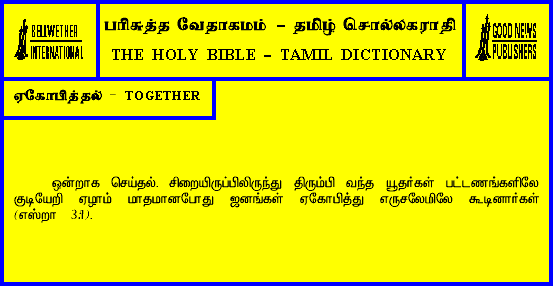 BELLWETHER
INTERNATIONAL
பரிசுத்த வேதாகமம் - தமிழ் சொல்லகராதி
THE HOLY BIBLE - TAMIL DICTIONARY
GOOD NEWS
PUBLISHERS
ஏகோபித்தல் - TOGETHER
ஒன்றாக செய்தல். சிறையிருப்பிலிருந்து திரும்பி வந்த யூதர்கள் பட்டணங்களிலே
குடியேறி ஏழாம் மாதமானபோது ஜனங்கள் ஏகோபித்து எருசலேமிலே கூடினார்கள்
(எஸ்றா 3:1).